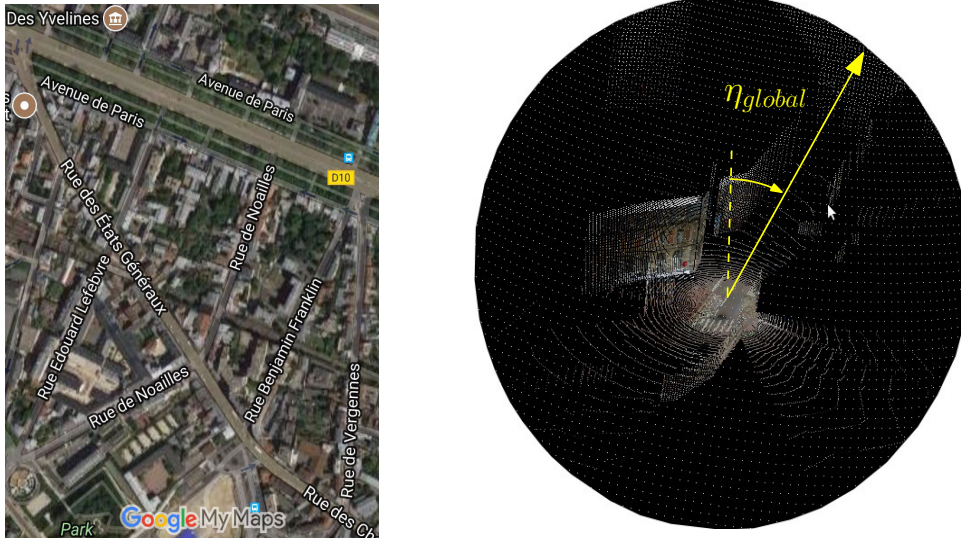 Des Yvelines
Avenue de Paris
Avenue de Paris
D10
Rue des États Généraux
Rue de Noailles
Rue Edouard Lefebvre
Rue Benjamin Franklin
Rue de Noailles
Rue de Vergennes
Rue des Ch
Park
Google My Maps
η_global